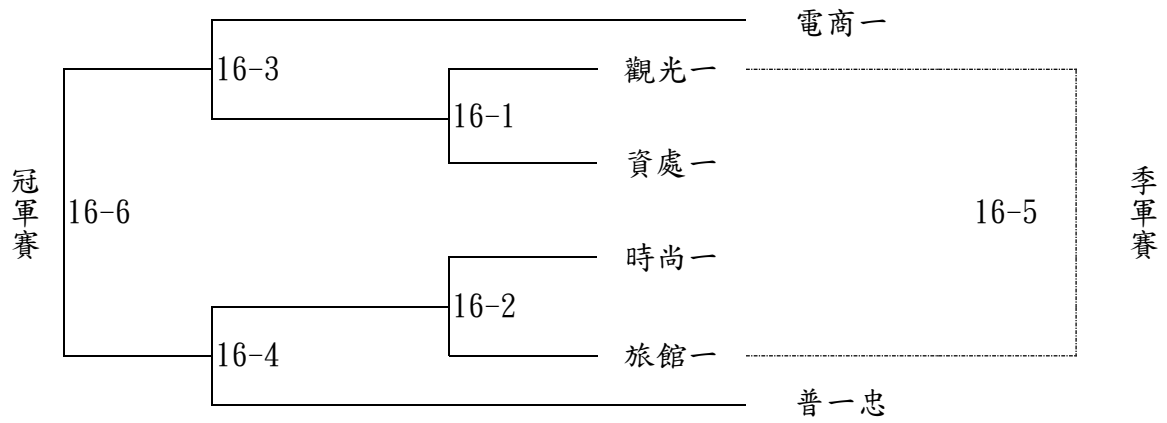 電商一
16-3
觀光一
16-1
資處一
冠軍賽
16-6
16-5
季軍賽
時尚一
16-2
旅館一
16-4
普一忠